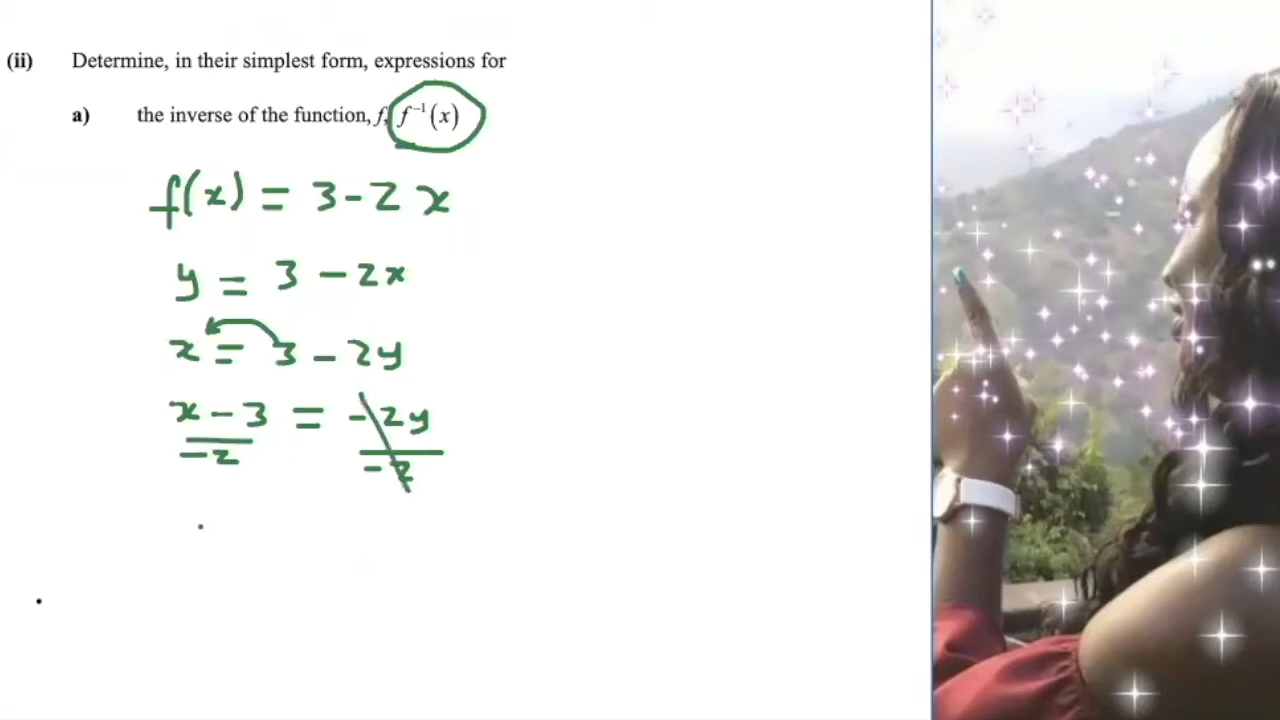 (ii) Determine, in their simplest form, expressions for
a) the inverse of the function, f, f⁻¹(x)
f(x) = 3 - 2x
y = 3 - 2x
x = 3 - 2y
x - 3 = -2y
-2 -2